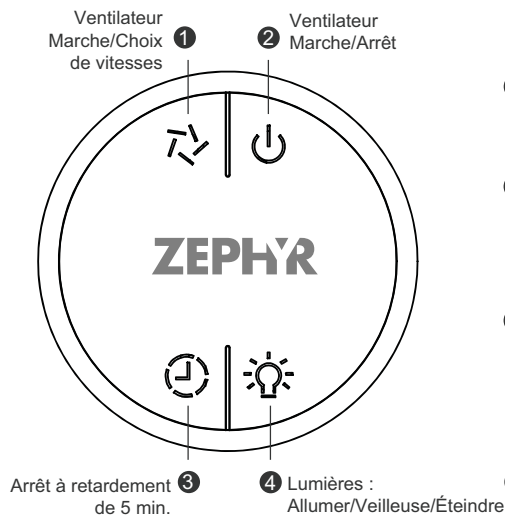 Ventilateur
Marche/Choix
de vitesses
1
2
Ventilateur
Marche/Arrêt
ZEPHYR
Arrêt à retardement
de 5 min.
3
4
Lumières :
Allumer/Veilleuse/Éteindre